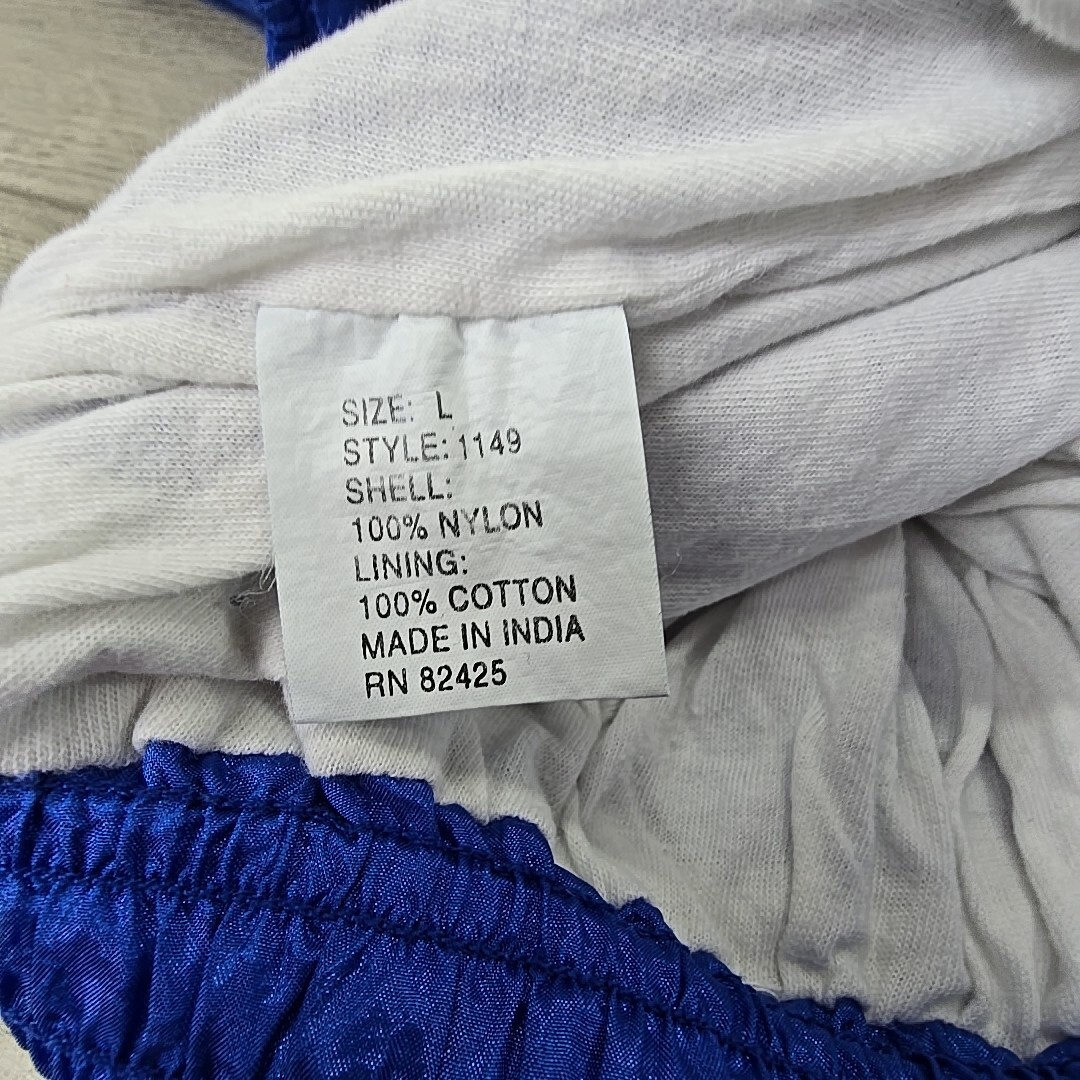 SIZE: L
STYLE: 1149
SHELL:
100% NYLON
LINING:
100% COTTON
MADE IN INDIA
RN 82425